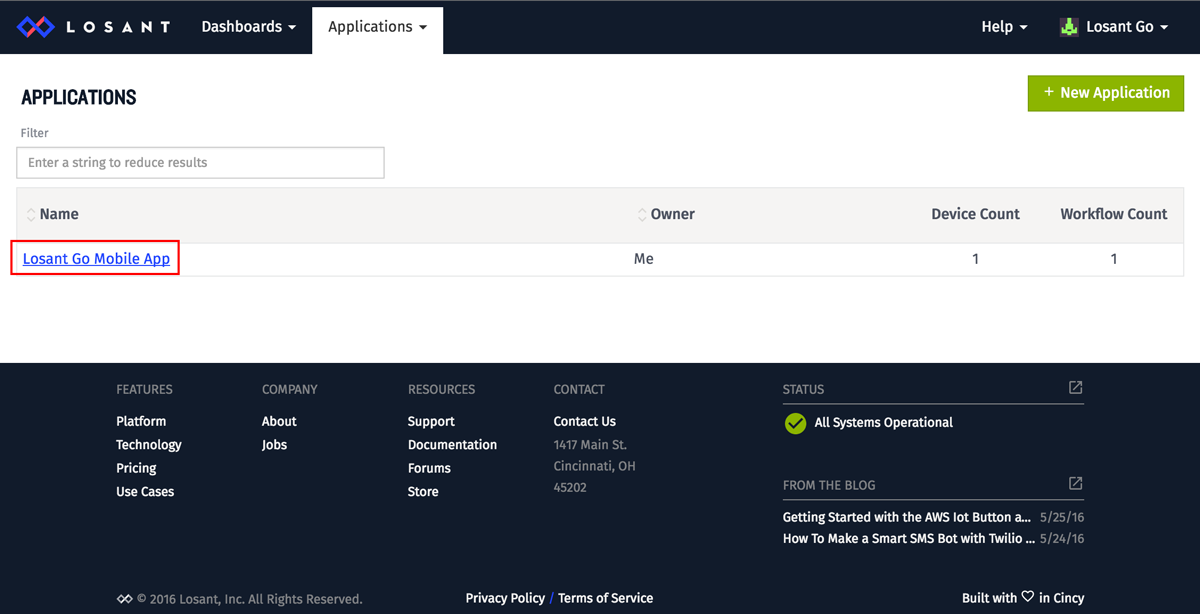 LOSANT Dashboards Applications Help Losant Go
APPLICATIONS
+ New Application
Filter
Enter a string to reduce results
Name Owner Device Count Workflow Count
Losant Go Mobile App Me 1 1
FEATURES
Platform
Technology
Pricing
Use Cases
COMPANY
About
Jobs
RESOURCES
Support
Documentation
Forums
Store
CONTACT
Contact Us
1417 Main St.
Cincinnati, OH
45202
STATUS
All Systems Operational
FROM THE BLOG
Getting Started with the AWS Iot Button a... 5/25/16
How To Make a Smart SMS Bot with Twilio ... 5/24/16
© 2016 Losant, Inc. All Rights Reserved.
Privacy Policy / Terms of Service
Built with ♡ in Cincy